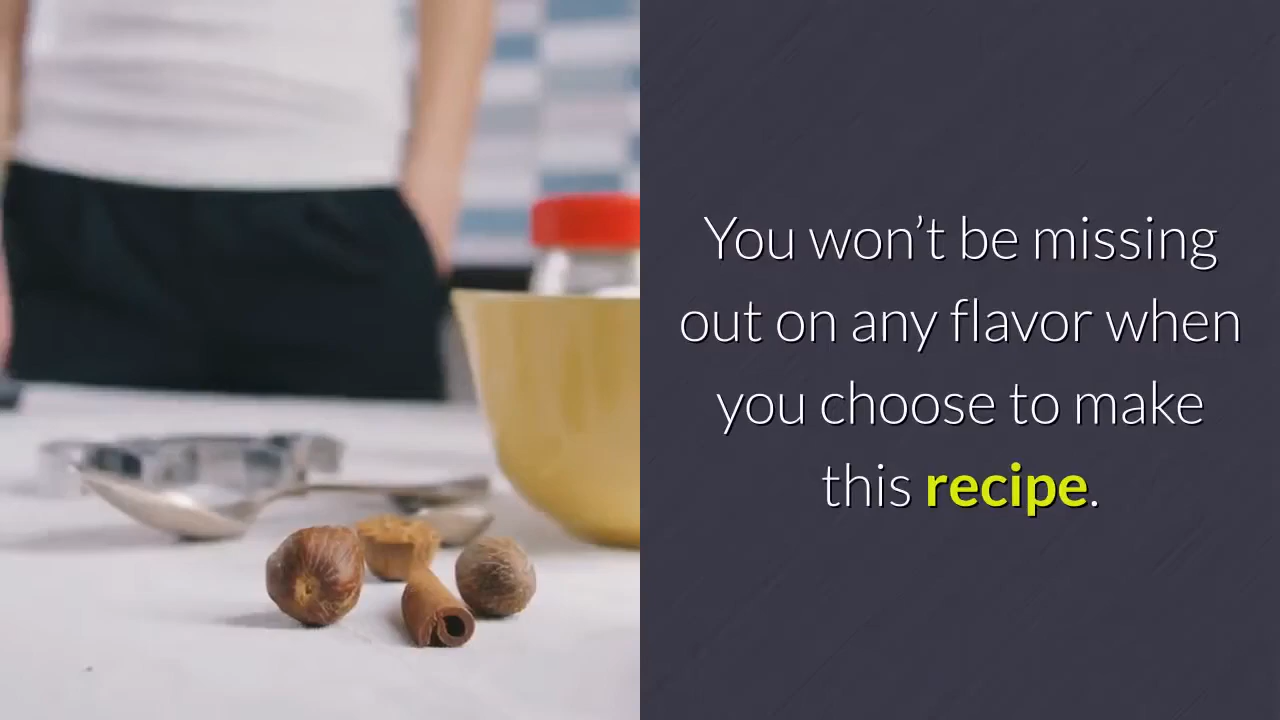 You won’t be missing
out on any flavor when
you choose to make
this recipe.